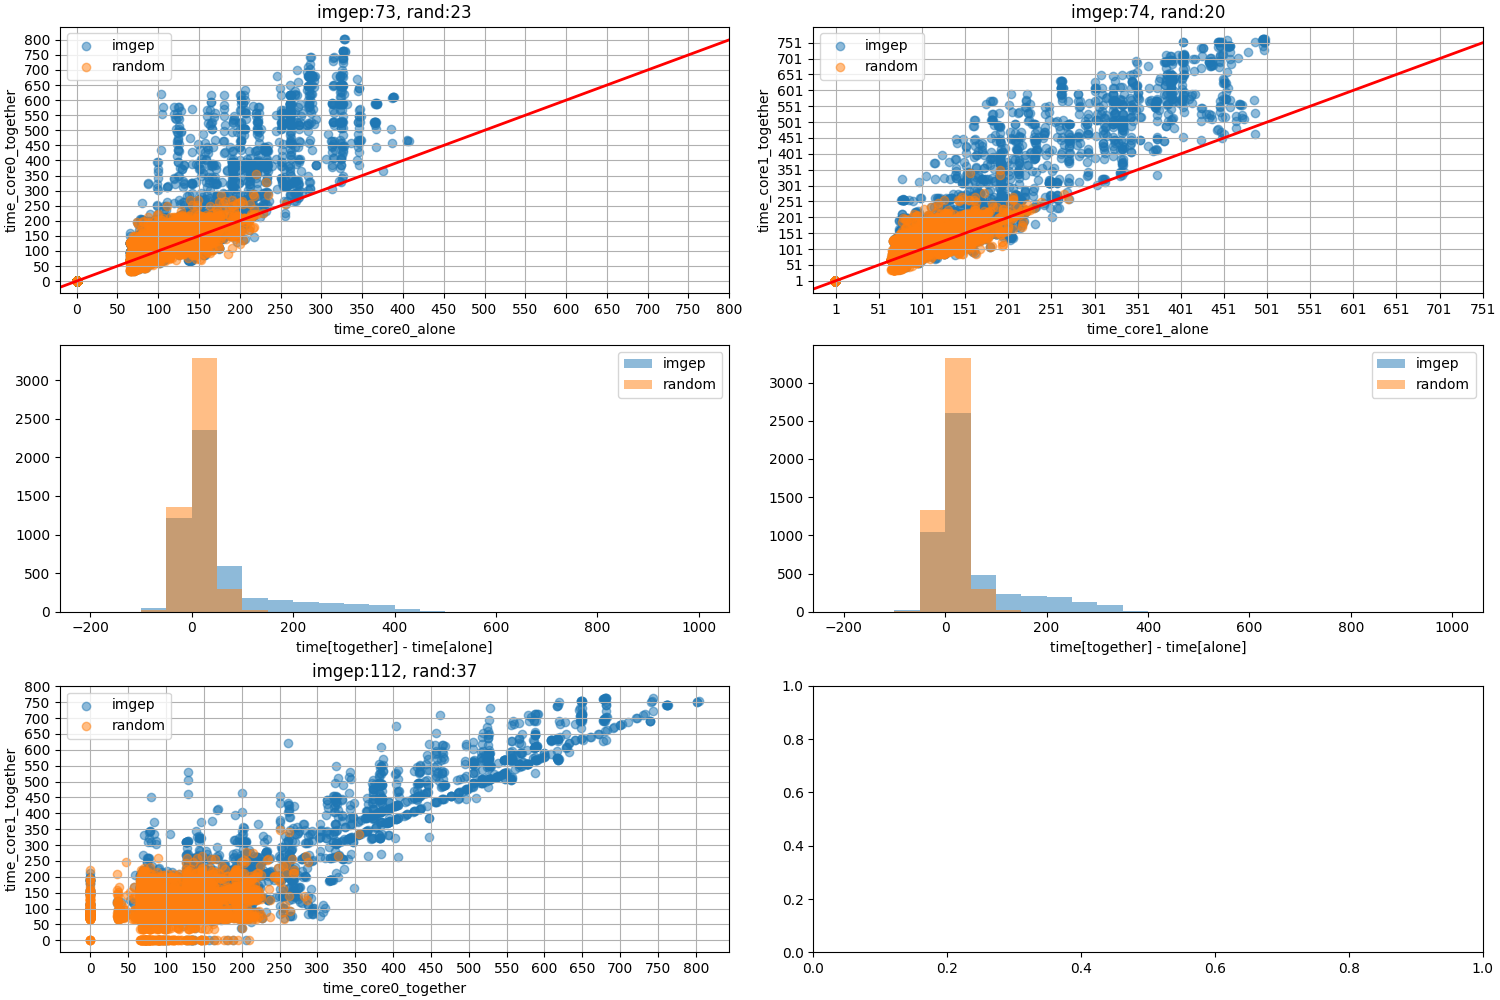 imgep:73, rand:23
imgep
random
800
750
700
650
600
550
500
450
400
350
300
250
200
150
100
50
0
time_core0_together
0 50 100 150 200 250 300 350 400 450 500 550 600 650 700 750 800
time_core0_alone
imgep:74, rand:20
imgep
random
751
701
651
601
551
501
451
401
351
301
251
201
151
101
51
1
time_core1_together
1 51 101 151 201 251 301 351 401 451 501 551 601 651 701 751
time_core1_alone
imgep
random
3000
2500
2000
1500
1000
500
0
−200 0 200 400 600 800 1000
time[together] - time[alone]
imgep
random
3000
2500
2000
1500
1000
500
0
−200 0 200 400 600 800 1000
time[together] - time[alone]
imgep:112, rand:37
imgep
random
800
750
700
650
600
550
500
450
400
350
300
250
200
150
100
50
0
time_core1_together
0 50 100 150 200 250 300 350 400 450 500 550 600 650 700 750 800
time_core0_together
1.0
0.8
0.6
0.4
0.2
0.0
0.0 0.2 0.4 0.6 0.8 1.0